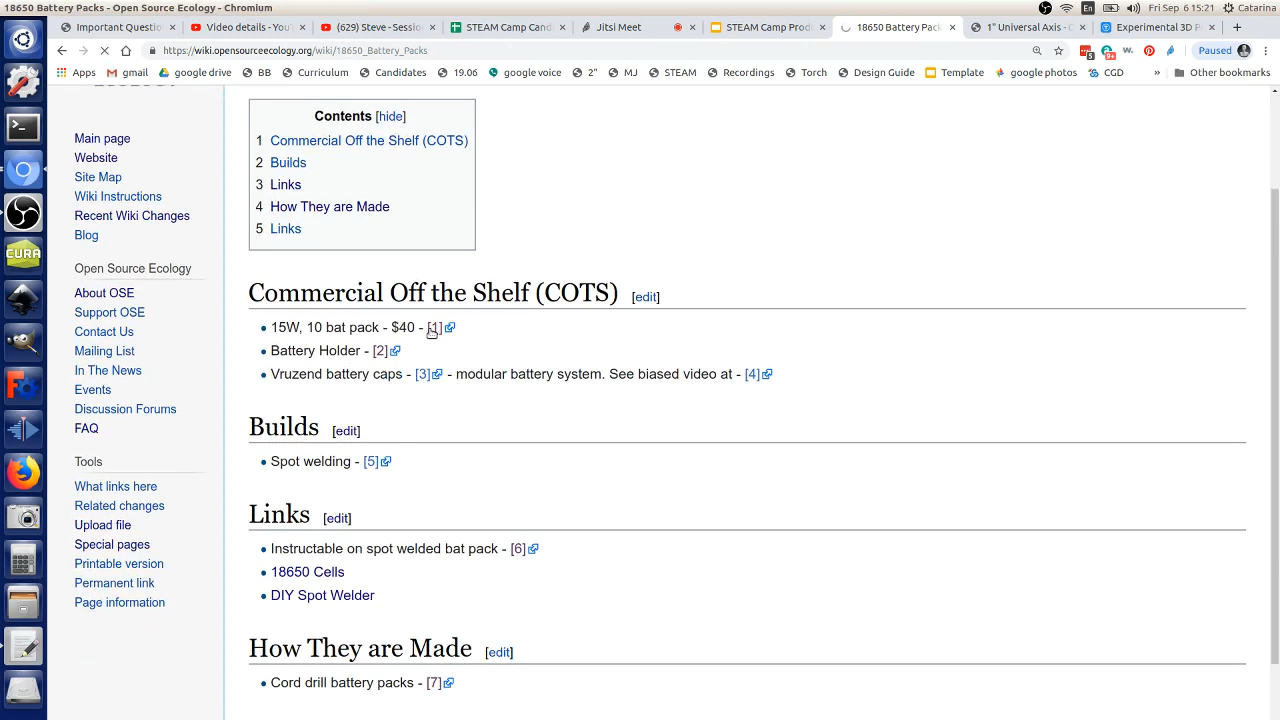 18650 Battery Packs - Open Source Ecology - Chromium
En
Fri Sep 6 15:21
Catarina
Important Questio
Video details - You
(629) Steve - Stea
STEAM Camp Cand
Jitsi Meet
STEAM Camp Prod
18650 Battery Pack
1" Universal Axis - C
Experimental 3D P
https://wiki.opensourceecology.org/wiki/18650_Battery_Packs
Paused
Apps
gmail
google drive
BB
Curriculum
Candidates
19.06
google voice
2"
MJ
STEAM
Recordings
Torch
Design Guide
Template
google photos
CGD
»
Other bookmarks
Main page
Website
Site Map
Wiki Instructions
Recent Wiki Changes
Blog
Open Source Ecology
About OSE
Support OSE
Contact Us
Mailing List
In The News
Events
Discussion Forums
FAQ
Tools
What links here
Related changes
Upload file
Special pages
Printable version
Permanent link
Page information
Contents [hide]
1 Commercial Off the Shelf (COTS)
2 Builds
3 Links
4 How They are Made
5 Links
Commercial Off the Shelf (COTS) [edit]
15W, 10 bat pack - $40 - [1]
Battery Holder - [2]
Vruzend battery caps - [3] - modular battery system. See biased video at - [4]
Builds [edit]
Spot welding - [5]
Links [edit]
Instructable on spot welded bat pack - [6]
18650 Cells
DIY Spot Welder
How They are Made [edit]
Cord drill battery packs - [7]
CURA